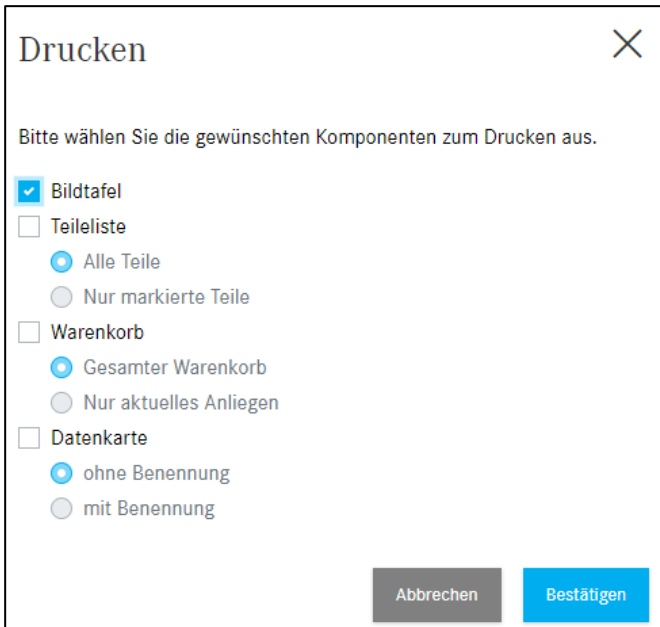 Drucken
Bitte wählen Sie die gewünschten Komponenten zum Drucken aus.
Bildtafel
Teileliste
Alle Teile
Nur markierte Teile
Warenkorb
Gesamter Warenkorb
Nur aktuelles Anliegen
Datenkarte
ohne Benennung
mit Benennung
Abbrechen Bestätigen